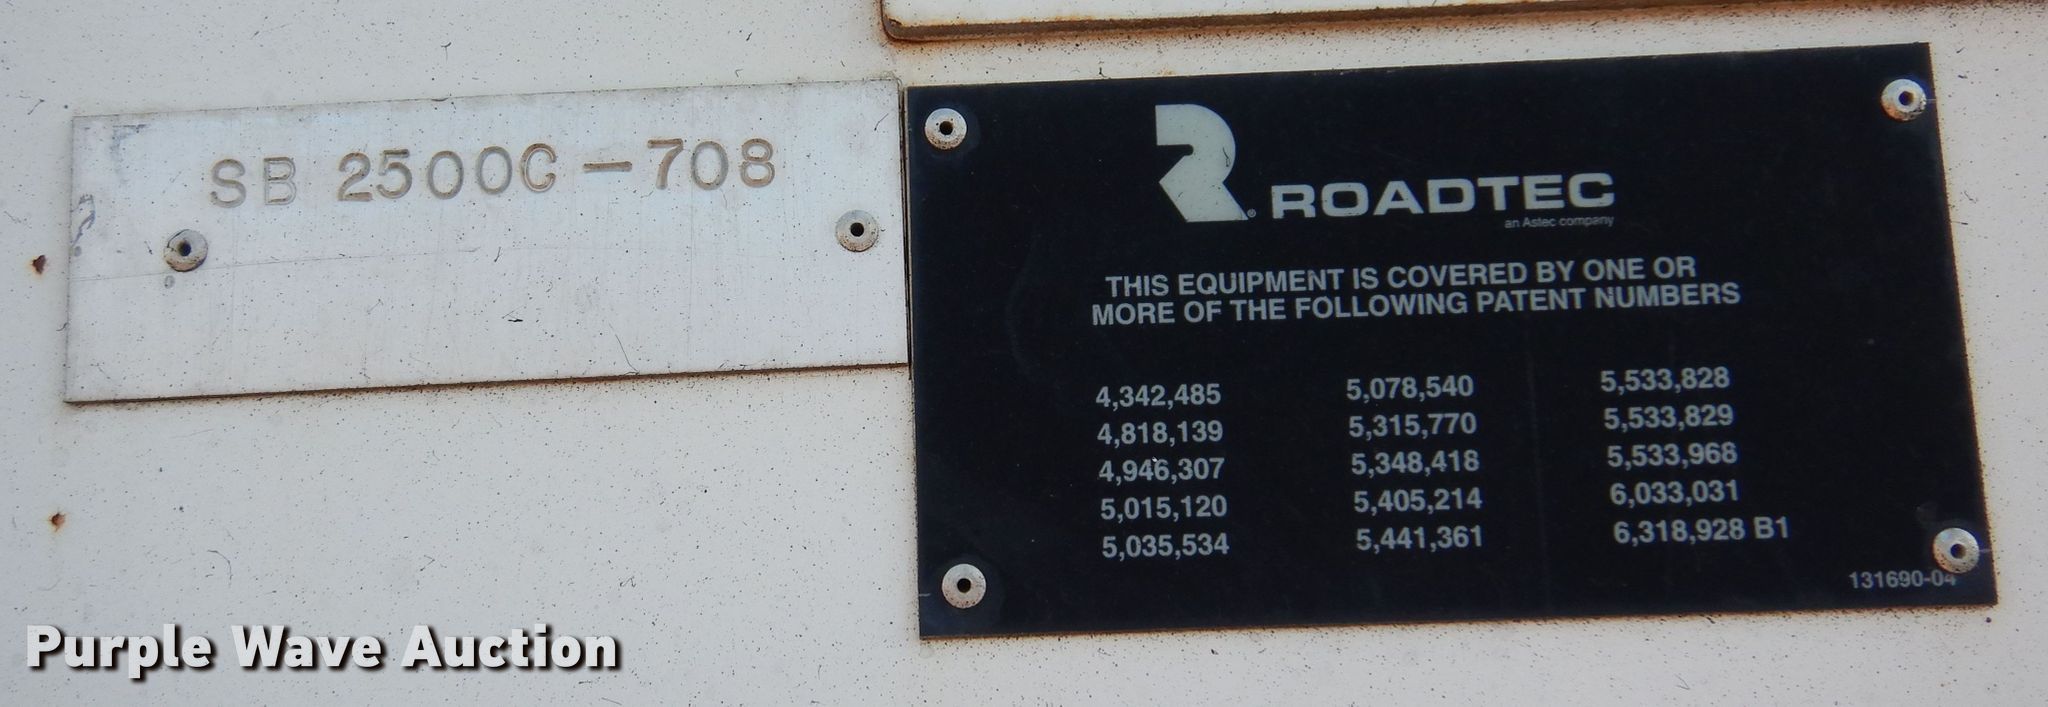 SB 2500C-708
ROADTEC
an Astec company
THIS EQUIPMENT IS COVERED BY ONE OR
MORE OF THE FOLLOWING PATENT NUMBERS
4,342,485 5,078,540 5,533,828
4,818,139 5,315,770 5,533,829
4,946,307 5,348,418 5,533,968
5,015,120 5,405,214 6,033,031
5,035,534 5,441,361 6,318,928 B1
131690-04
Purple Wave Auction